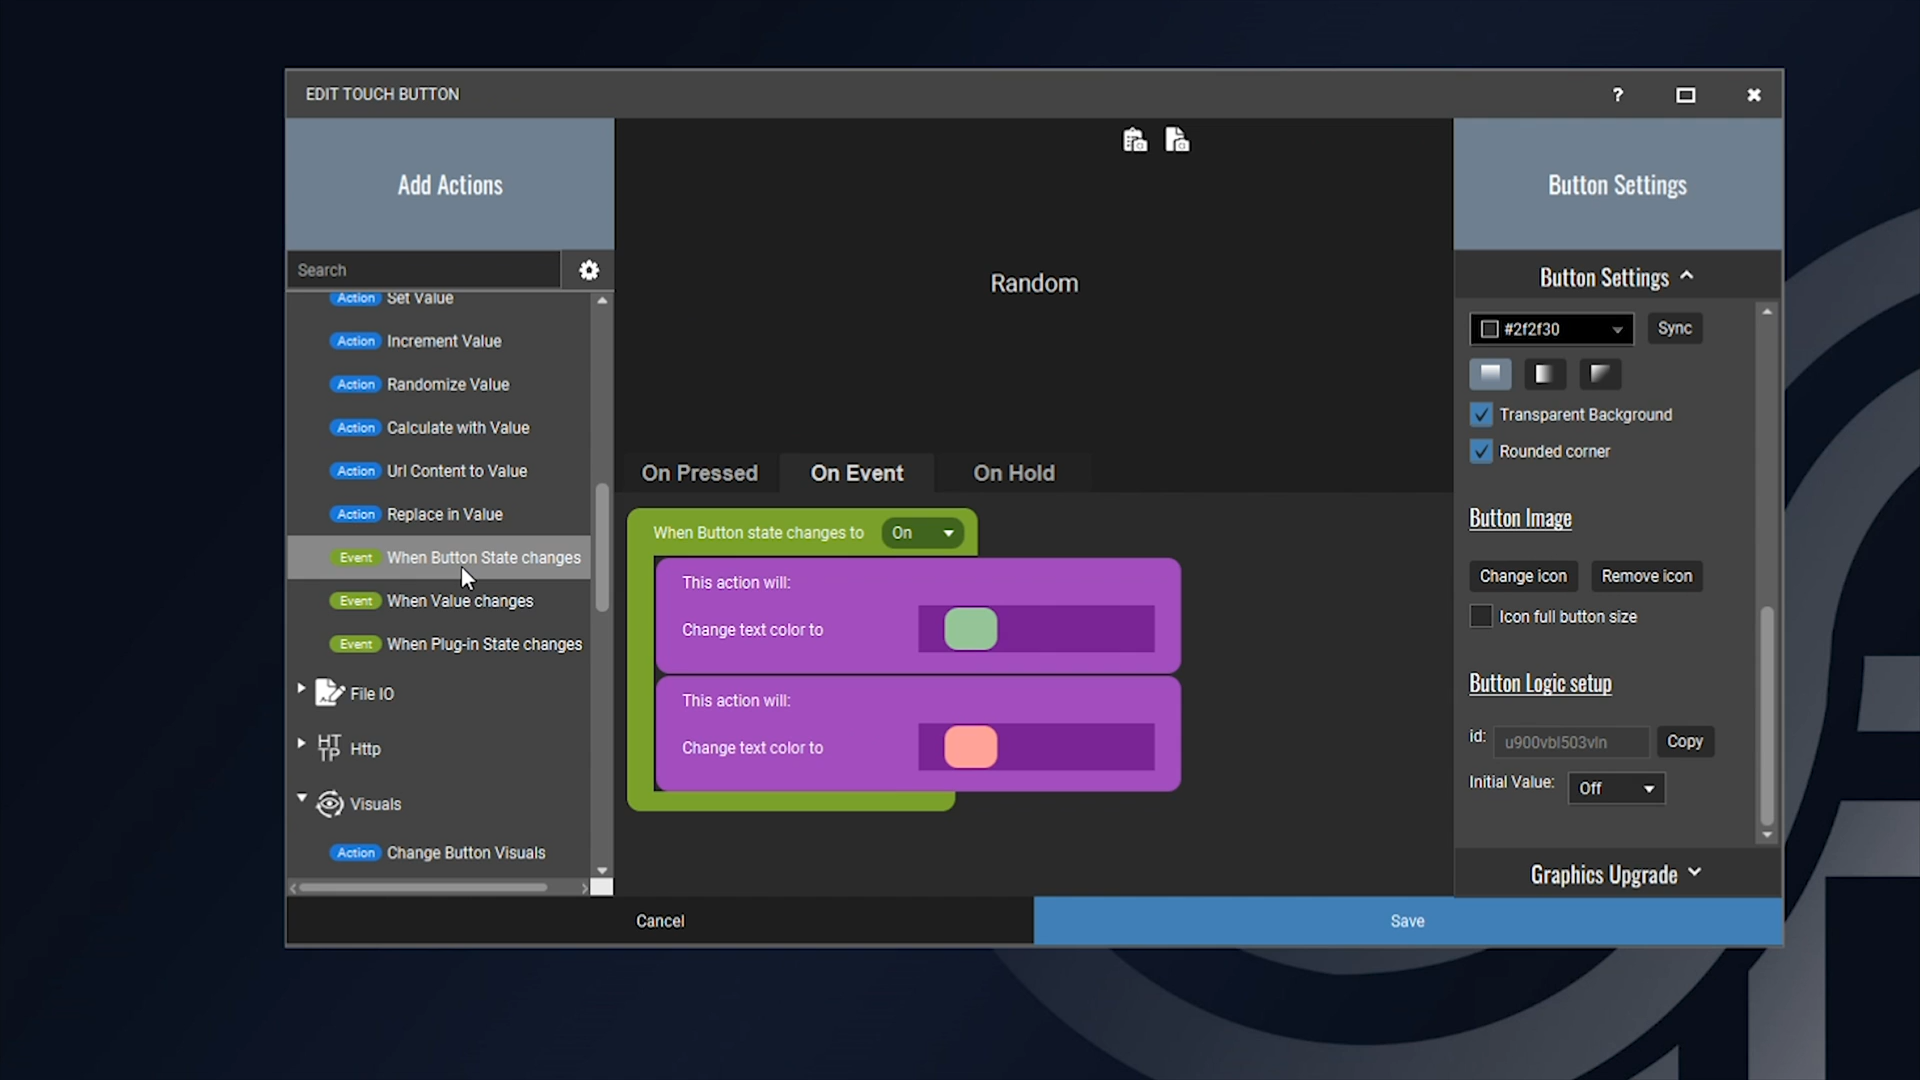 EDIT TOUCH BUTTON
?
Add Actions
Button Settings
Search
Random
Button Settings
Action Set Value
Action Increment Value
Action Randomize Value
Action Calculate with Value
Action Url Content to Value
Action Replace in Value
Event When Button State changes
Event When Value changes
Event When Plug-in State changes
File IO
HTTP Http
Visuals
Action Change Button Visuals
On Pressed
On Event
On Hold
When Button state changes to On
This action will:
Change text color to
This action will:
Change text color to
#2f2f30
Sync
Transparent Background
Rounded corner
Button Image
Change icon
Remove icon
Icon full button size
Button Logic setup
id: u900vbl503vln Copy
Initial Value: Off
Graphics Upgrade
Cancel
Save